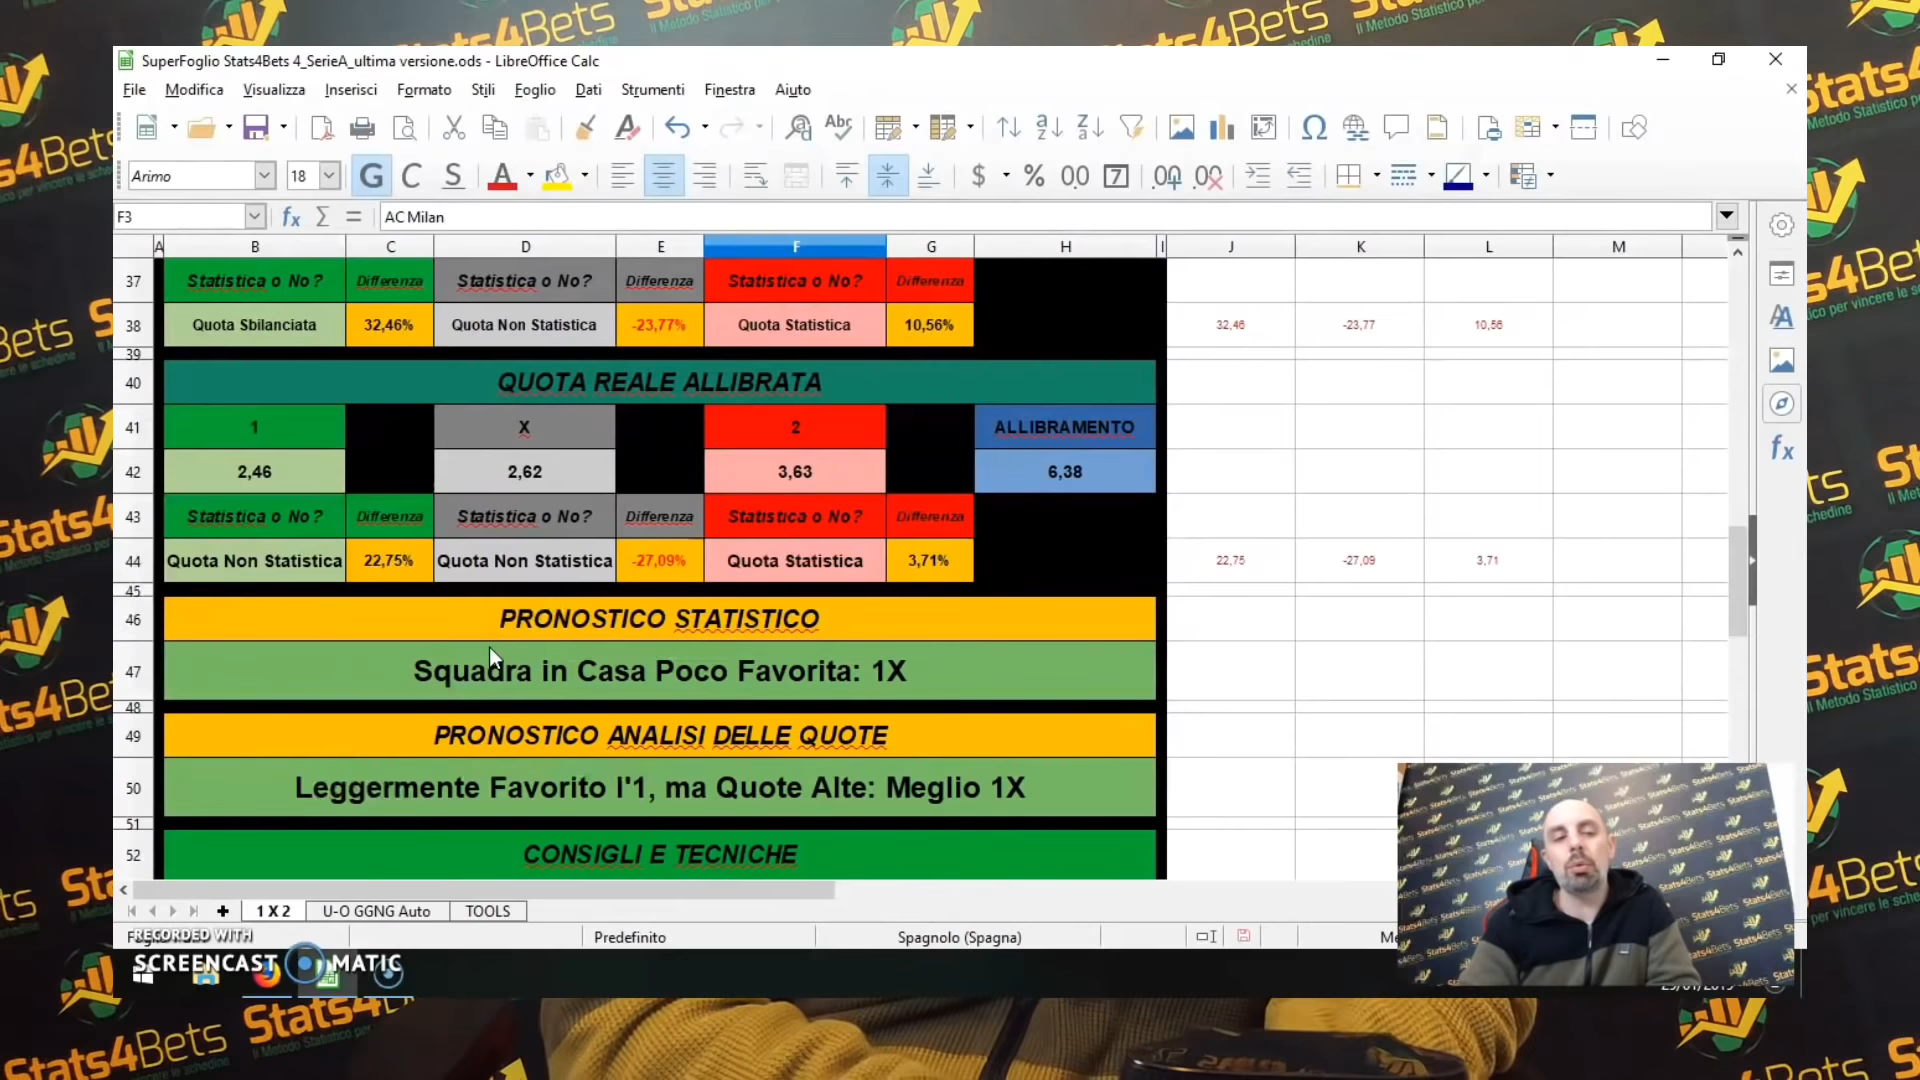 Stats4Bets
Il Metodo Statistico per vincere le schedine
SuperFoglio Stats4Bets 4_SerieA_ultima versione.ods - LibreOffice Calc
File Modifica Visualizza Inserisci Formato Stili Foglio Dati Strumenti Finestra Aiuto
Arimo 18 G C S
F3 AC Milan
A B C D E F G H I J K L M
37 Statistica o No? Differenza Statistica o No? Differenza Statistica o No? Differenza
38 Quota Sbilanciata 32,46% Quota Non Statistica -23,77% Quota Statistica 10,56% 32,46 -23,77 10,56
39
40 QUOTA REALE ALLIBRATA
41 1 X 2 ALLIBRAMENTO
42 2,46 2,62 3,63 6,38
43 Statistica o No? Differenza Statistica o No? Differenza Statistica o No? Differenza
44 Quota Non Statistica 22,75% Quota Non Statistica -27,09% Quota Statistica 3,71% 22,75 -27,09 3,71
45
46 PRONOSTICO STATISTICO
47 Squadra in Casa Poco Favorita: 1X
48
49 PRONOSTICO ANALISI DELLE QUOTE
50 Leggermente Favorito l'1, ma Quote Alte: Meglio 1X
51
52 CONSIGLI E TECNICHE
1 X 2 U-O GGNG Auto TOOLS
Predefinito Spagnolo (Spagna)
RECORDED WITH
SCREENCAST MATIC